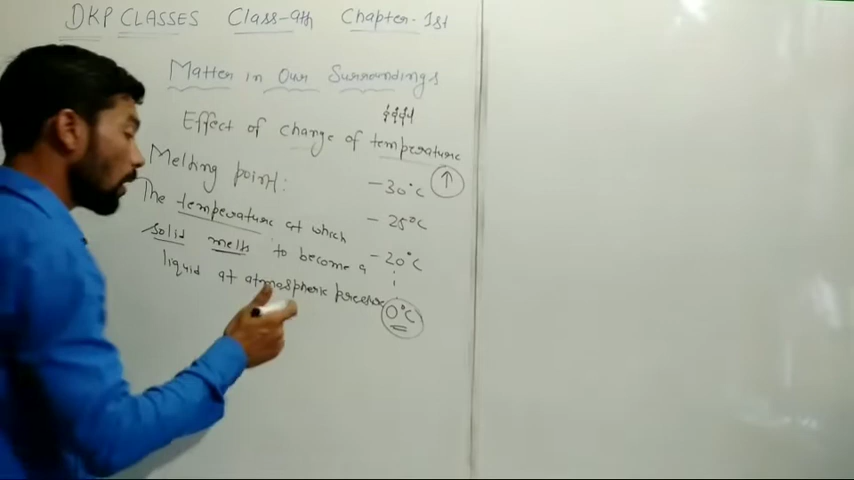 DKP CLASSES Class-9th Chapter-1st
Matter in Our Surroundings
Effect of change of temperature
Melting point:
The temperature at which
solid melts to become a
liquid at atmospheric pressure
↑
-30°C
- 25°C
-20°C
0°C